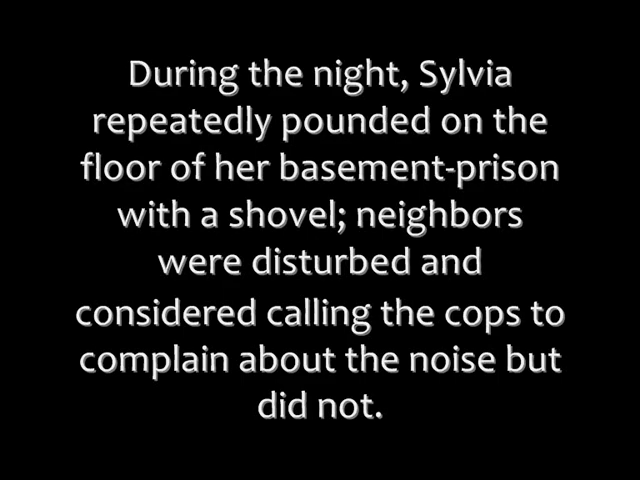 During the night, Sylvia
repeatedly pounded on the
floor of her basement-prison
with a shovel; neighbors
were disturbed and
considered calling the cops to
complain about the noise but
did not.